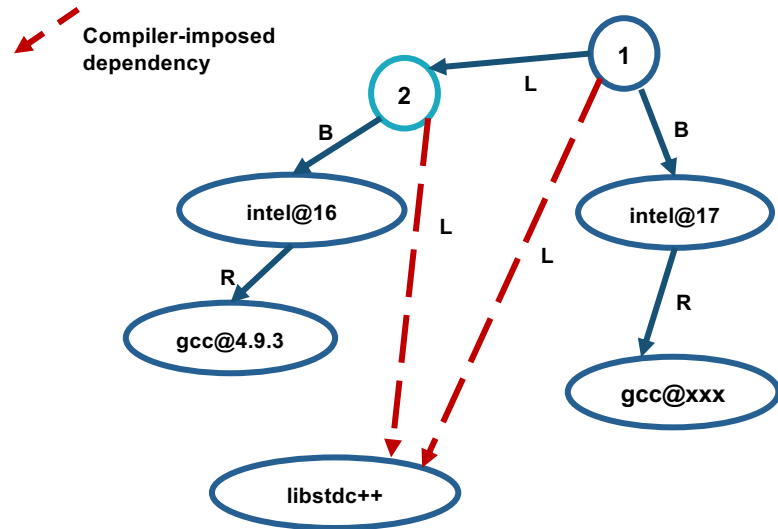 Compiler-imposed
dependency
1
2
L
B
B
intel@16
intel@17
L
L
R
R
gcc@4.9.3
gcc@xxx
libstdc++